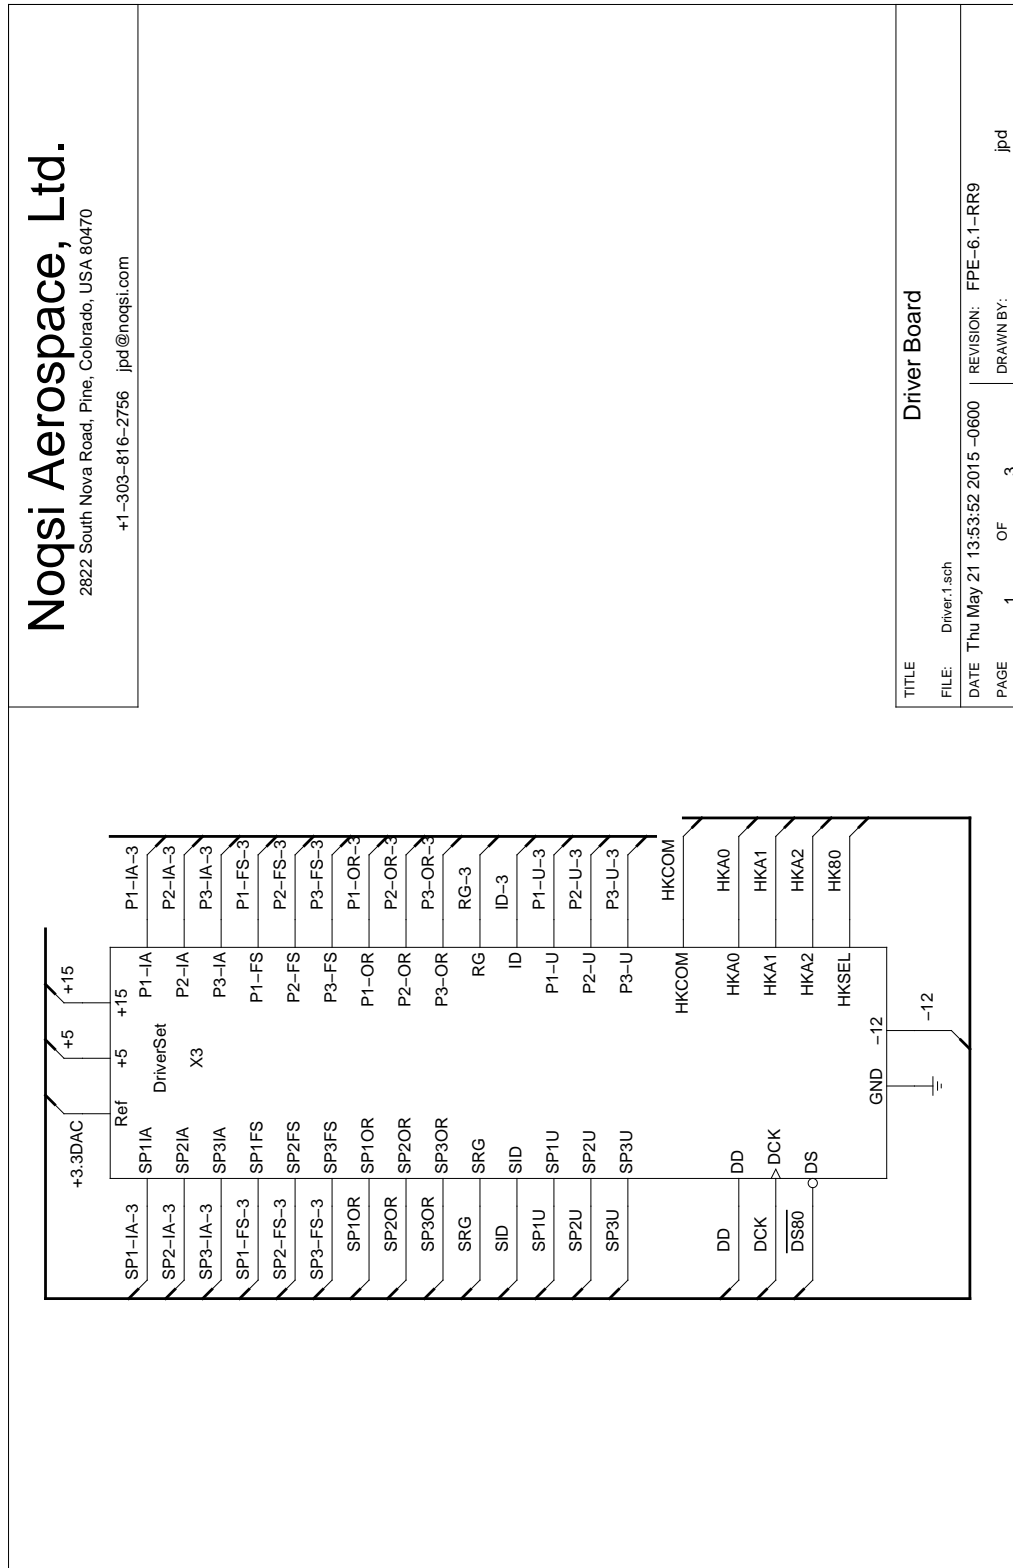 Noqsi Aerospace, Ltd.
2822 South Nova Road, Pine, Colorado, USA 80470
+1−303−816−2756 jpd@noqsi.com
+3.3DAC
+5
+15
Ref
+5
+15
DriverSet
X3
SP1−IA−3
SP1IA
P1−IA
P1−IA−3
SP2−IA−3
SP2IA
P2−IA
P2−IA−3
SP3−IA−3
SP3IA
P3−IA
P3−IA−3
SP1−FS−3
SP1FS
P1−FS
P1−FS−3
SP2−FS−3
SP2FS
P2−FS
P2−FS−3
SP3−FS−3
SP3FS
P3−FS
P3−FS−3
SP1OR
SP1OR
P1−OR
P1−OR−3
SP2OR
SP2OR
P2−OR
P2−OR−3
SP3OR
SP3OR
P3−OR
P3−OR−3
SRG
SRG
RG
RG−3
SID
SID
ID
ID−3
SP1U
SP1U
P1−U
P1−U−3
SP2U
SP2U
P2−U
P2−U−3
SP3U
SP3U
P3−U
P3−U−3
HKCOM
HKCOM
DD
DD
HKA0
HKA0
DCK
DCK
HKA1
HKA1
DS80
DS
HKA2
HKA2
HKSEL
HK80
GND
−12
−12
TITLE
Driver Board
FILE: Driver.1.sch
DATE Thu May 21 13:53:52 2015 −0600
REVISION: FPE−6.1−RR9
PAGE 1 OF 3
DRAWN BY: jpd